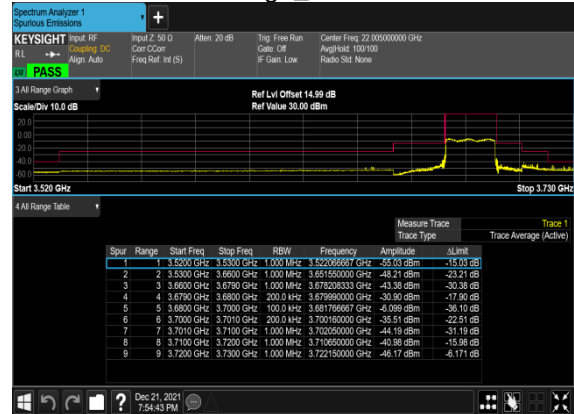 Spectrum Analyzer 1
Spurious Emissions
KEYSIGHT Input: RF Input Z: 50 Ω Atten: 20 dB Trig: Free Run Center Freq: 22.005000000 GHz
RL Coupling: DC Corr CCorr Gate: Off Avg|Hold: 100/100
Align: Auto Freq Ref: Int (S) IF Gain: Low Radio Std: None
PASS
3 All Range Graph
Scale/Div 10.0 dB Ref Lvl Offset 14.99 dB
Ref Value 30.00 dBm
20.0
0.00
-20.0
-40.0
-60.0
Start 3.520 GHz Stop 3.730 GHz
4 All Range Table
Measure Trace Trace 1
Trace Type Trace Average (Active)
Spur Range Start Freq Stop Freq RBW Frequency Amplitude ΔLimit
1 1 3.5200 GHz 3.5300 GHz 1.000 MHz 3.522066667 GHz -55.03 dBm -15.03 dB
2 2 3.5300 GHz 3.6600 GHz 1.000 MHz 3.651550000 GHz -48.21 dBm -23.21 dB
3 3 3.6600 GHz 3.6790 GHz 1.000 MHz 3.678208333 GHz -43.38 dBm -30.38 dB
4 4 3.6790 GHz 3.6800 GHz 200.0 kHz 3.679990000 GHz -30.90 dBm -17.90 dB
5 5 3.6800 GHz 3.7000 GHz 100.0 kHz 3.681766667 GHz -6.099 dBm -36.10 dB
6 6 3.7000 GHz 3.7010 GHz 200.0 kHz 3.700160000 GHz -35.51 dBm -22.51 dB
7 7 3.7010 GHz 3.7100 GHz 1.000 MHz 3.702050000 GHz -44.19 dBm -31.19 dB
8 8 3.7100 GHz 3.7200 GHz 1.000 MHz 3.710650000 GHz -40.98 dBm -15.98 dB
9 9 3.7200 GHz 3.7300 GHz 1.000 MHz 3.722150000 GHz -46.17 dBm -6.171 dB
? Dec 21, 2021
7:54:43 PM